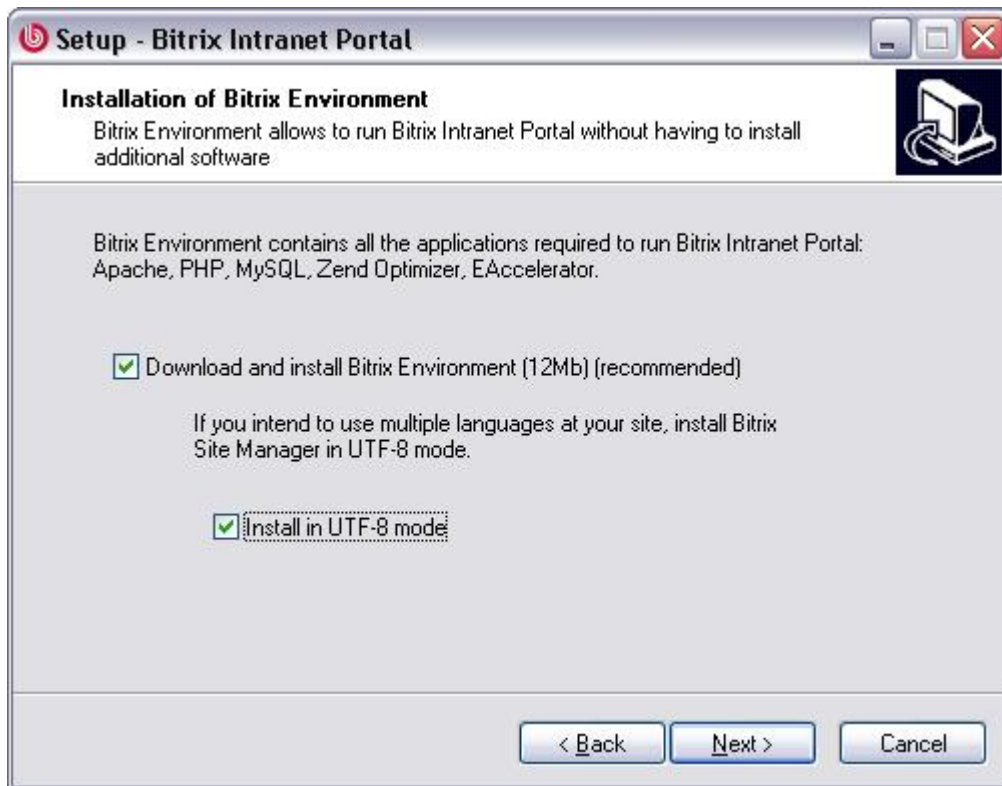 Setup - Bitrix Intranet Portal
Installation of Bitrix Environment
Bitrix Environment allows to run Bitrix Intranet Portal without having to install
additional software
Bitrix Environment contains all the applications required to run Bitrix Intranet Portal:
Apache, PHP, MySQL, Zend Optimizer, EAccelerator.
Download and install Bitrix Environment (12Mb) (recommended)
If you intend to use multiple languages at your site, install Bitrix
Site Manager in UTF-8 mode.
Install in UTF-8 mode
< Back Next > Cancel